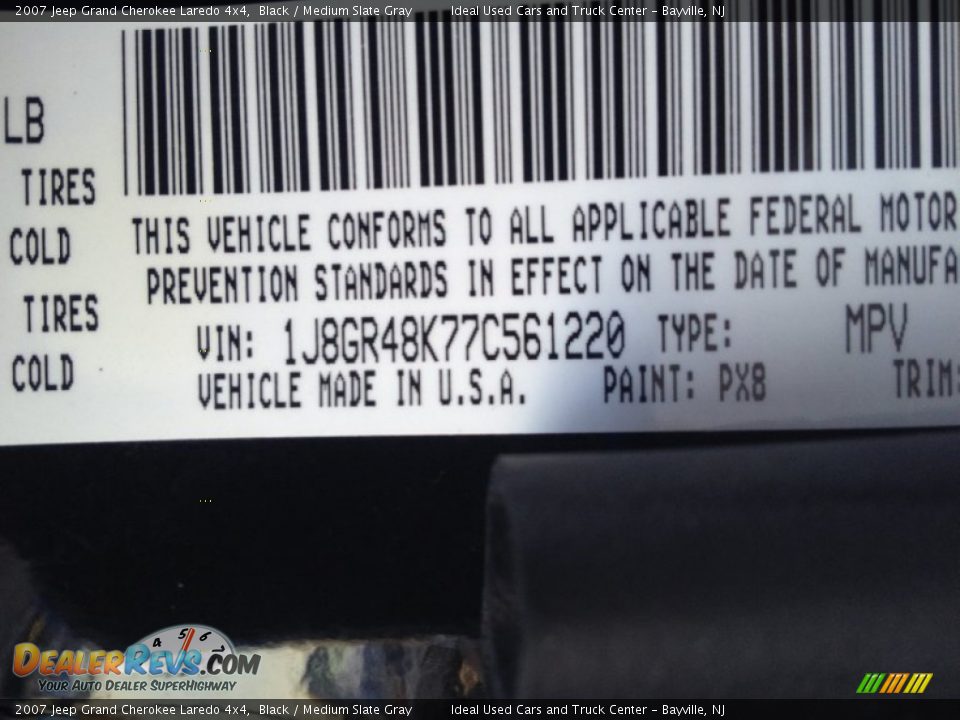 2007 Jeep Grand Cherokee Laredo 4x4,  Black / Medium Slate Gray        Ideal Used Cars and Truck Center - Bayville, NJ
LB
TIRES
COLD
TIRES
COLD
THIS VEHICLE CONFORMS TO ALL APPLICABLE FEDERAL MOTOR
PREVENTION STANDARDS IN EFFECT ON THE DATE OF MANUFA
VIN: 1J8GR48K77C561220 TYPE: MPV
VEHICLE MADE IN U.S.A. PAINT: PX8 TRIM:
4 5 6
DEALERREVS.COM
YOUR AUTO DEALER SUPERHIGHWAY
2007 Jeep Grand Cherokee Laredo 4x4,  Black / Medium Slate Gray        Ideal Used Cars and Truck Center - Bayville, NJ